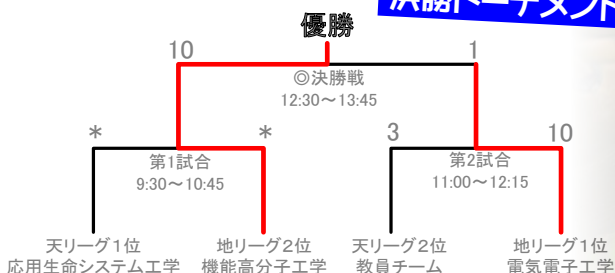 決勝トーナメント
優勝
10 1
◎決勝戦
12:30～13:45
* * 3 10
第1試合 第2試合
9:30～10:45 11:00～12:15
天リーグ1位 地リーグ2位 天リーグ2位 地リーグ1位
応用生命システム工学 機能高分子工学 教員チーム 電気電子工学